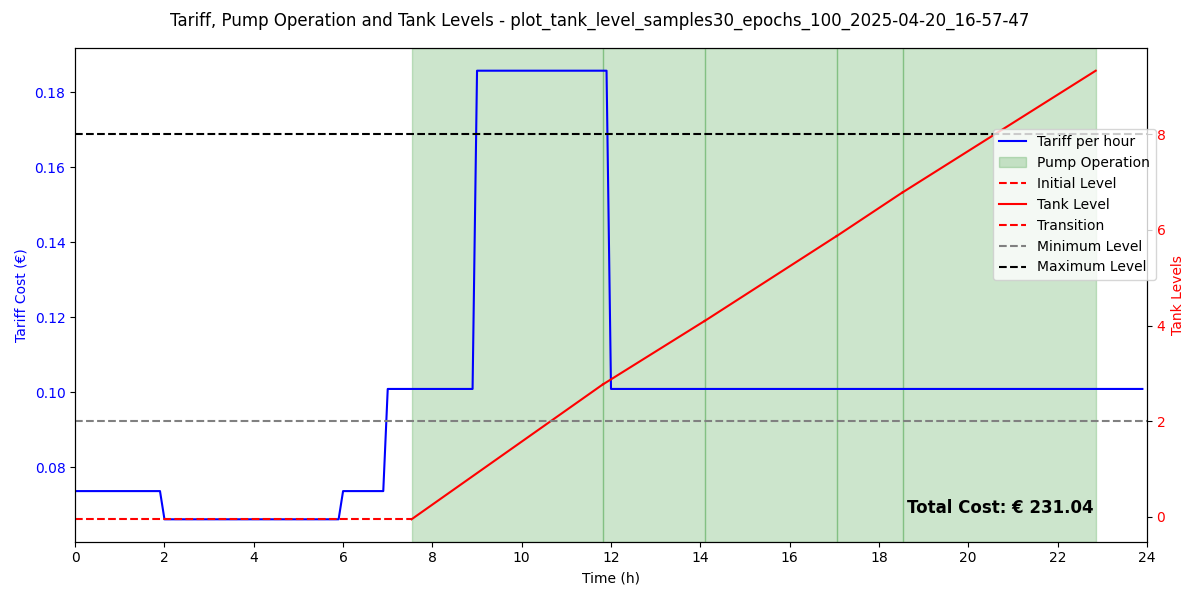 Tariff, Pump Operation and Tank Levels - plot_tank_level_samples30_epochs_100_2025-04-20_16-57-47
0.18
0.16
0.14
0.12
0.10
0.08
Tariff Cost (€)
8
6
4
2
0
Tank Levels
Tariff per hour
Pump Operation
Initial Level
Tank Level
Transition
Minimum Level
Maximum Level
Total Cost: € 231.04
0 2 4 6 8 10 12 14 16 18 20 22 24
Time (h)